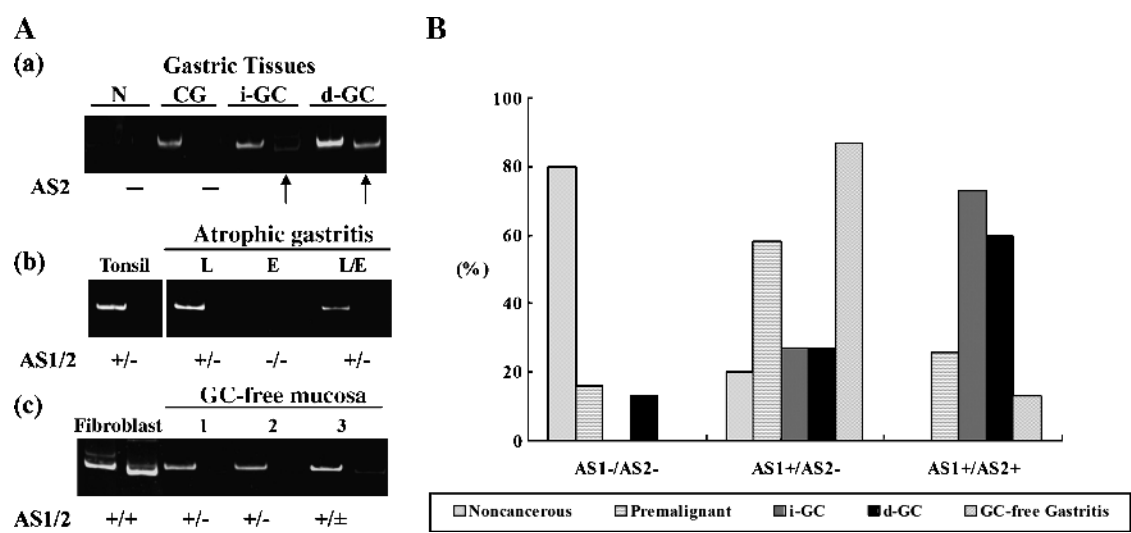 A
(a)
Gastric Tissues
N CG i-GC d-GC
AS2 – –
Atrophic gastritis
(b)
Tonsil L E L/E
AS1/2 +/- +/- -/- +/-
GC-free mucosa
(c)
Fibroblast 1 2 3
AS1/2 +/+ +/- +/- +/±
B
(%)
100
80
60
40
20
0
AS1-/AS2- AS1+/AS2- AS1+/AS2+
Noncancerous Premalignant i-GC d-GC GC-free Gastritis